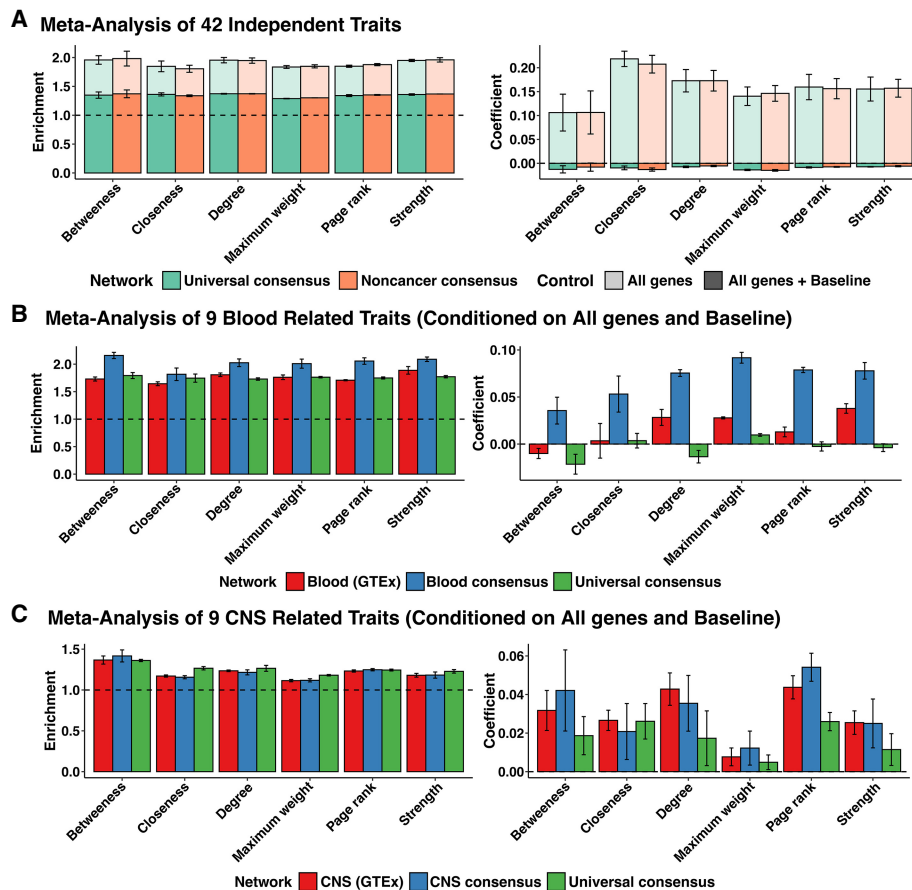 A Meta-Analysis of 42 Independent Traits
Enrichment
2.0
1.5
1.0
0.5
0.0
Betweeness
Closeness
Degree
Maximum weight
Page rank
Strength
Coefficient
0.20
0.15
0.10
0.05
0.00
Betweeness
Closeness
Degree
Maximum weight
Page rank
Strength
Network Universal consensus Noncancer consensus Control All genes All genes + Baseline
B Meta-Analysis of 9 Blood Related Traits (Conditioned on All genes and Baseline)
Enrichment
2.0
1.5
1.0
0.5
0.0
Betweeness
Closeness
Degree
Maximum weight
Page rank
Strength
Coefficient
0.10
0.05
0.00
Betweeness
Closeness
Degree
Maximum weight
Page rank
Strength
Network Blood (GTEx) Blood consensus Universal consensus
C Meta-Analysis of 9 CNS Related Traits (Conditioned on All genes and Baseline)
Enrichment
1.5
1.0
0.5
0.0
Betweeness
Closeness
Degree
Maximum weight
Page rank
Strength
Coefficient
0.06
0.04
0.02
0.00
Betweeness
Closeness
Degree
Maximum weight
Page rank
Strength
Network CNS (GTEx) CNS consensus Universal consensus